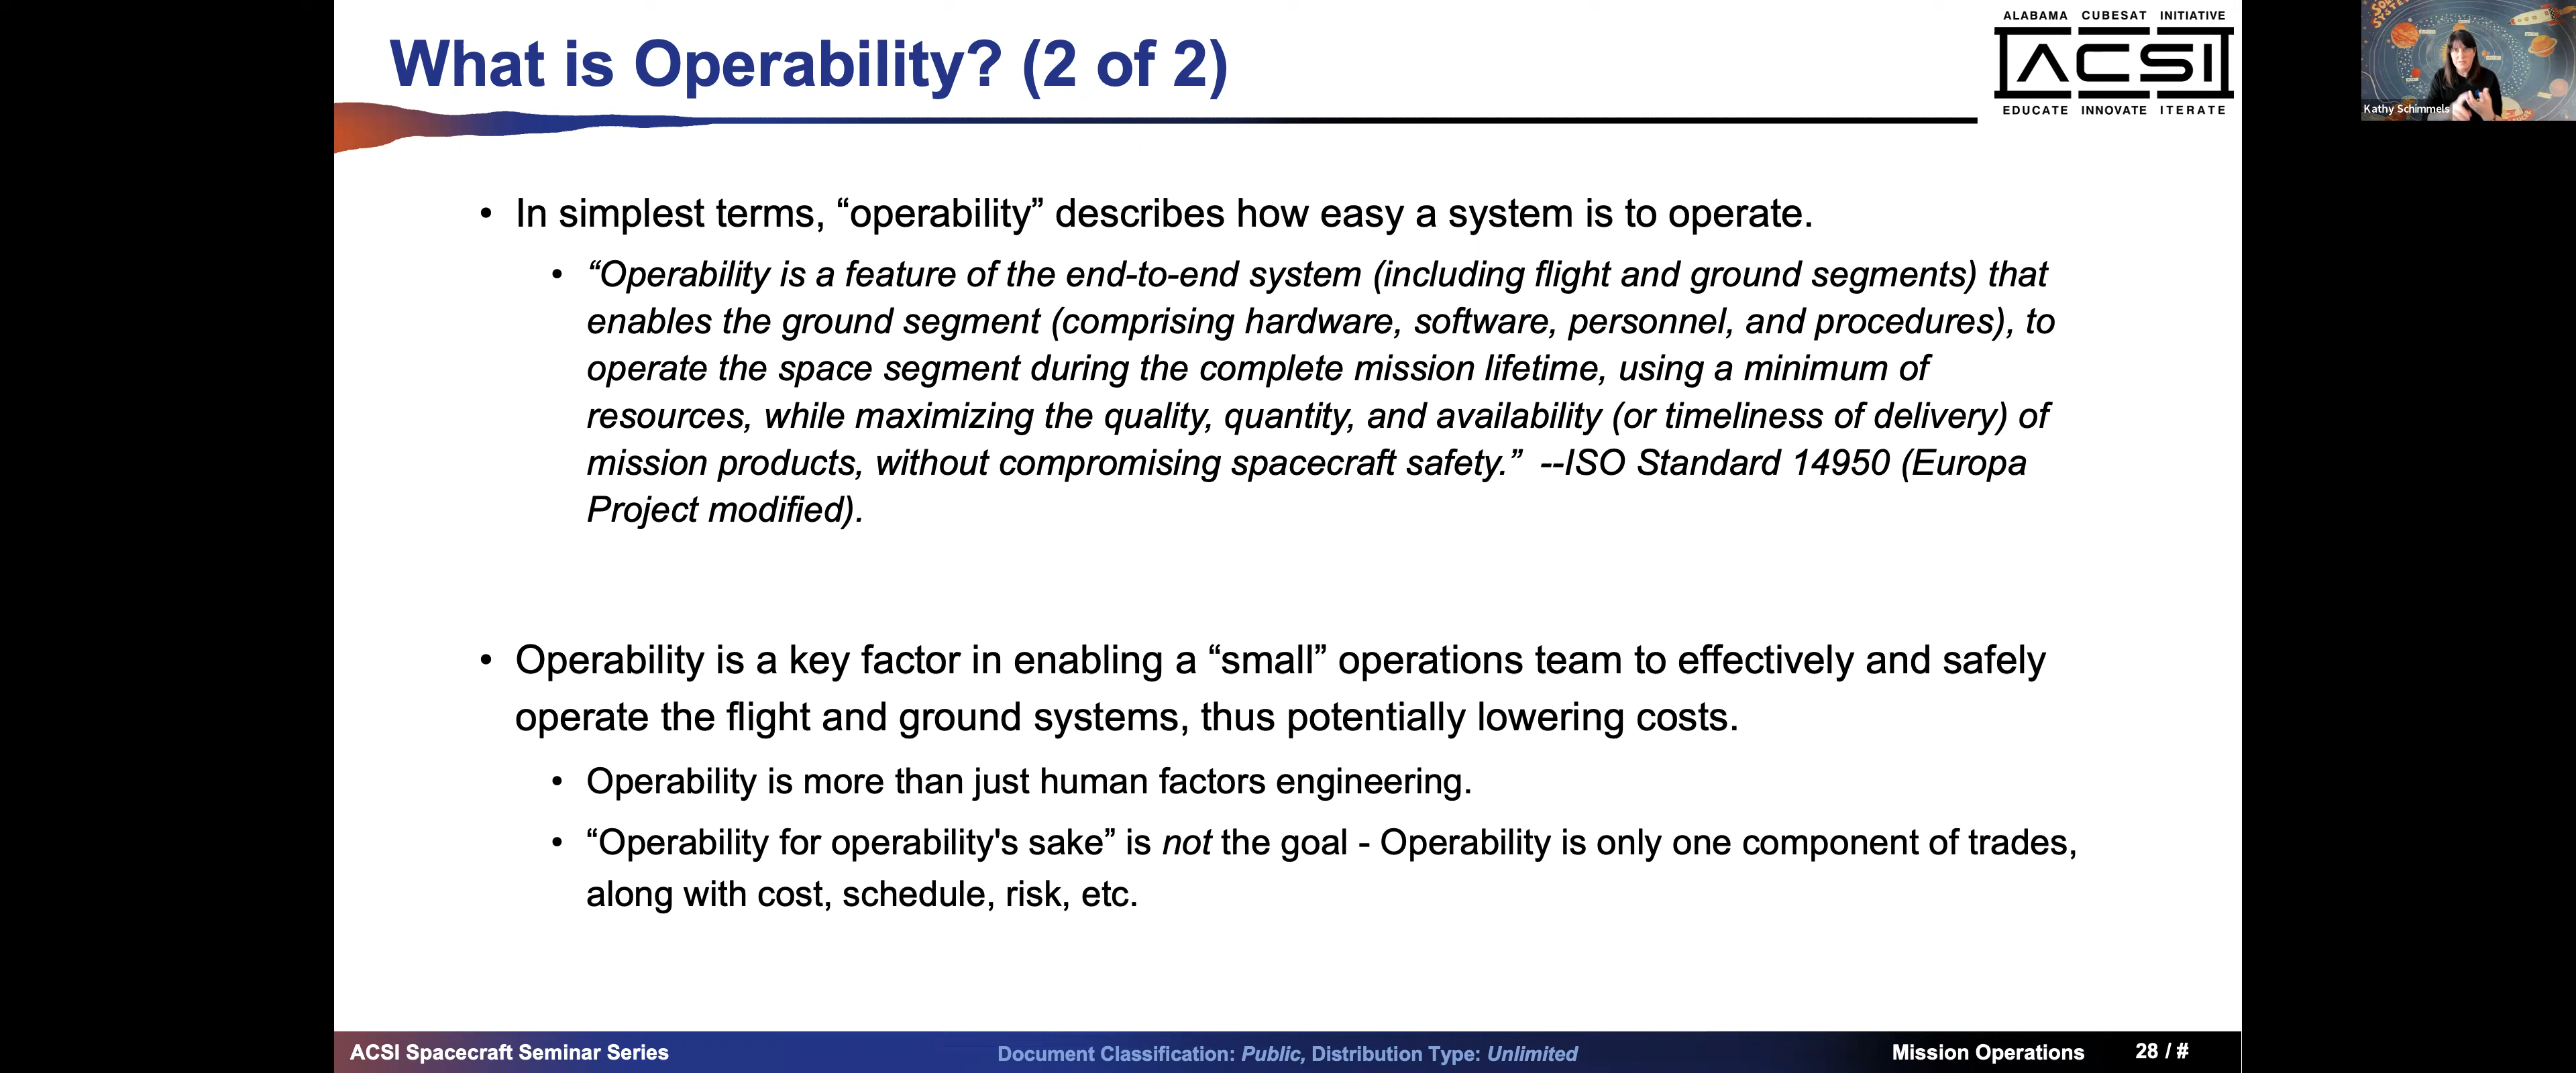 What is Operability? (2 of 2)
ALABAMA CUBESAT INITIATIVE
ACSI
EDUCATE INNOVATE ITERATE
Kathy Schimmels
• In simplest terms, “operability” describes how easy a system is to operate.
• “Operability is a feature of the end-to-end system (including flight and ground segments) that
enables the ground segment (comprising hardware, software, personnel, and procedures), to
operate the space segment during the complete mission lifetime, using a minimum of
resources, while maximizing the quality, quantity, and availability (or timeliness of delivery) of
mission products, without compromising spacecraft safety.” --ISO Standard 14950 (Europa
Project modified).
• Operability is a key factor in enabling a “small” operations team to effectively and safely
operate the flight and ground systems, thus potentially lowering costs.
• Operability is more than just human factors engineering.
• “Operability for operability's sake” is not the goal - Operability is only one component of trades,
along with cost, schedule, risk, etc.
ACSI Spacecraft Seminar Series
Document Classification: Public, Distribution Type: Unlimited
Mission Operations
28 / #